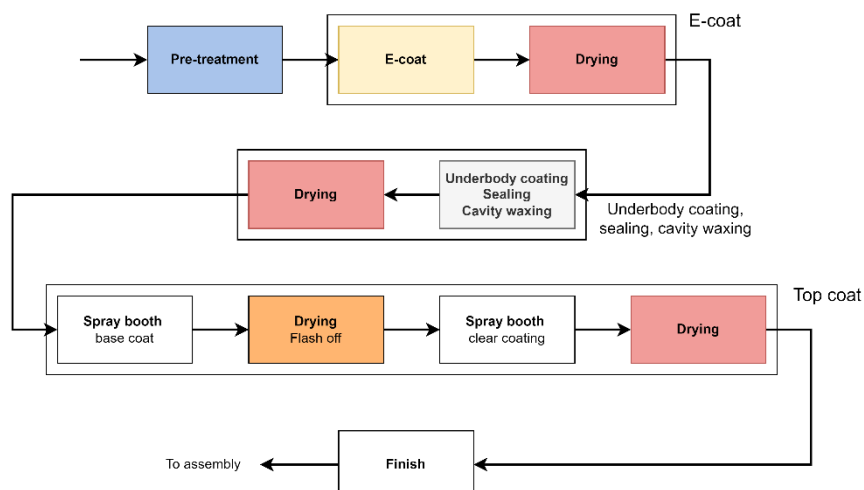 E-coat
Pre-treatment
E-coat
Drying
Drying
Underbody coating
Sealing
Cavity waxing
Underbody coating,
sealing, cavity waxing
Top coat
Spray booth
base coat
Drying
Flash off
Spray booth
clear coating
Drying
To assembly
Finish